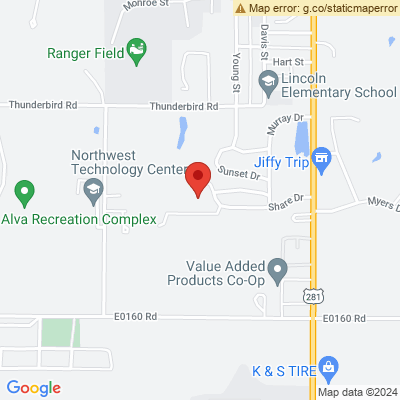 Monroe St
Map error: g.co/staticmaperror
Ranger Field
Young St
Davis St
Hart St
Lincoln
Elementary School
Thunderbird Rd
Thunderbird Rd
Murray Dr
Northwest
Technology Center
Jiffy Trip
Sunset Dr
Alva Recreation Complex
Share Dr
Myers D
Value Added
Products Co-Op
281
E0160 Rd
E0160 Rd
K & S TIRE
Google
Map data ©2024